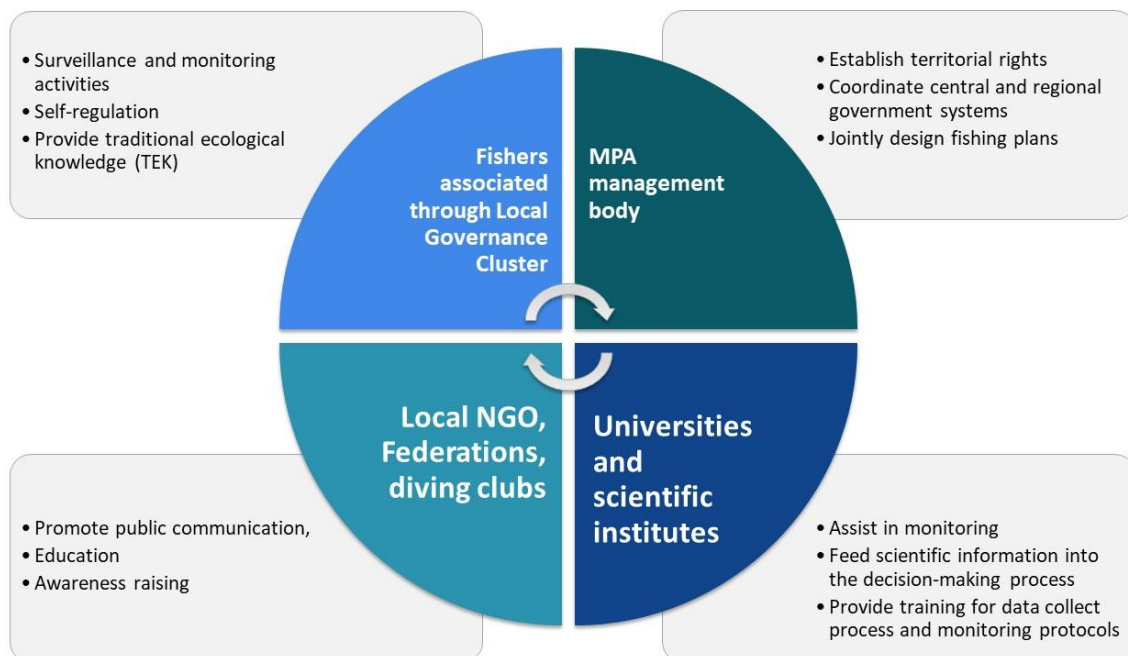 • Surveillance and monitoring
activities
• Self-regulation
• Provide traditional ecological
knowledge (TEK)
Fishers
associated
through Local
Governance
Cluster
MPA
management
body
• Establish territorial rights
• Coordinate central and regional
government systems
• Jointly design fishing plans
Local NGO,
Federations,
diving clubs
Universities
and
scientific
institutes
• Promote public communication,
• Education
• Awareness raising
• Assist in monitoring
• Feed scientific information into
the decision-making process
• Provide training for data collect
process and monitoring protocols